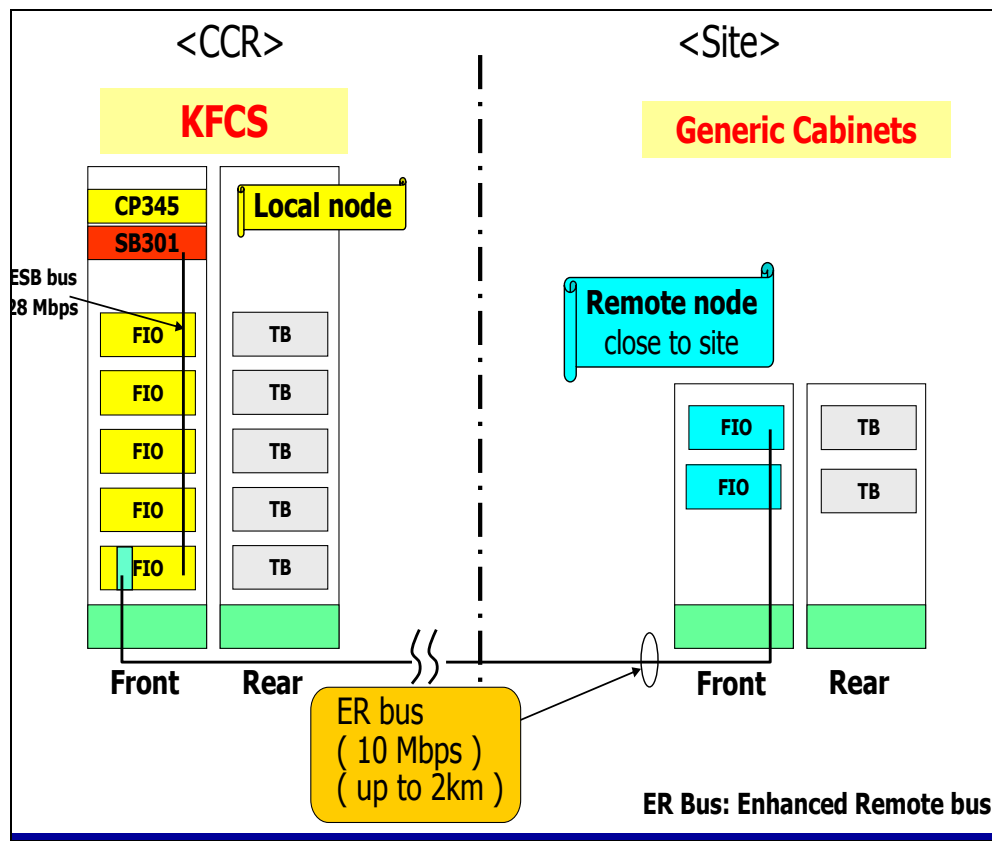 <CCR>
<Site>
KFCS
Generic Cabinets
CP345
SB301
Local node
ESB bus
28 Mbps
Remote node
close to site
FIO
TB
FIO
TB
FIO
TB
FIO
TB
FIO
TB
FIO
TB
FIO
TB
Front
Rear
Front
Rear
ER bus
( 10 Mbps )
( up to 2km )
ER Bus: Enhanced Remote bus